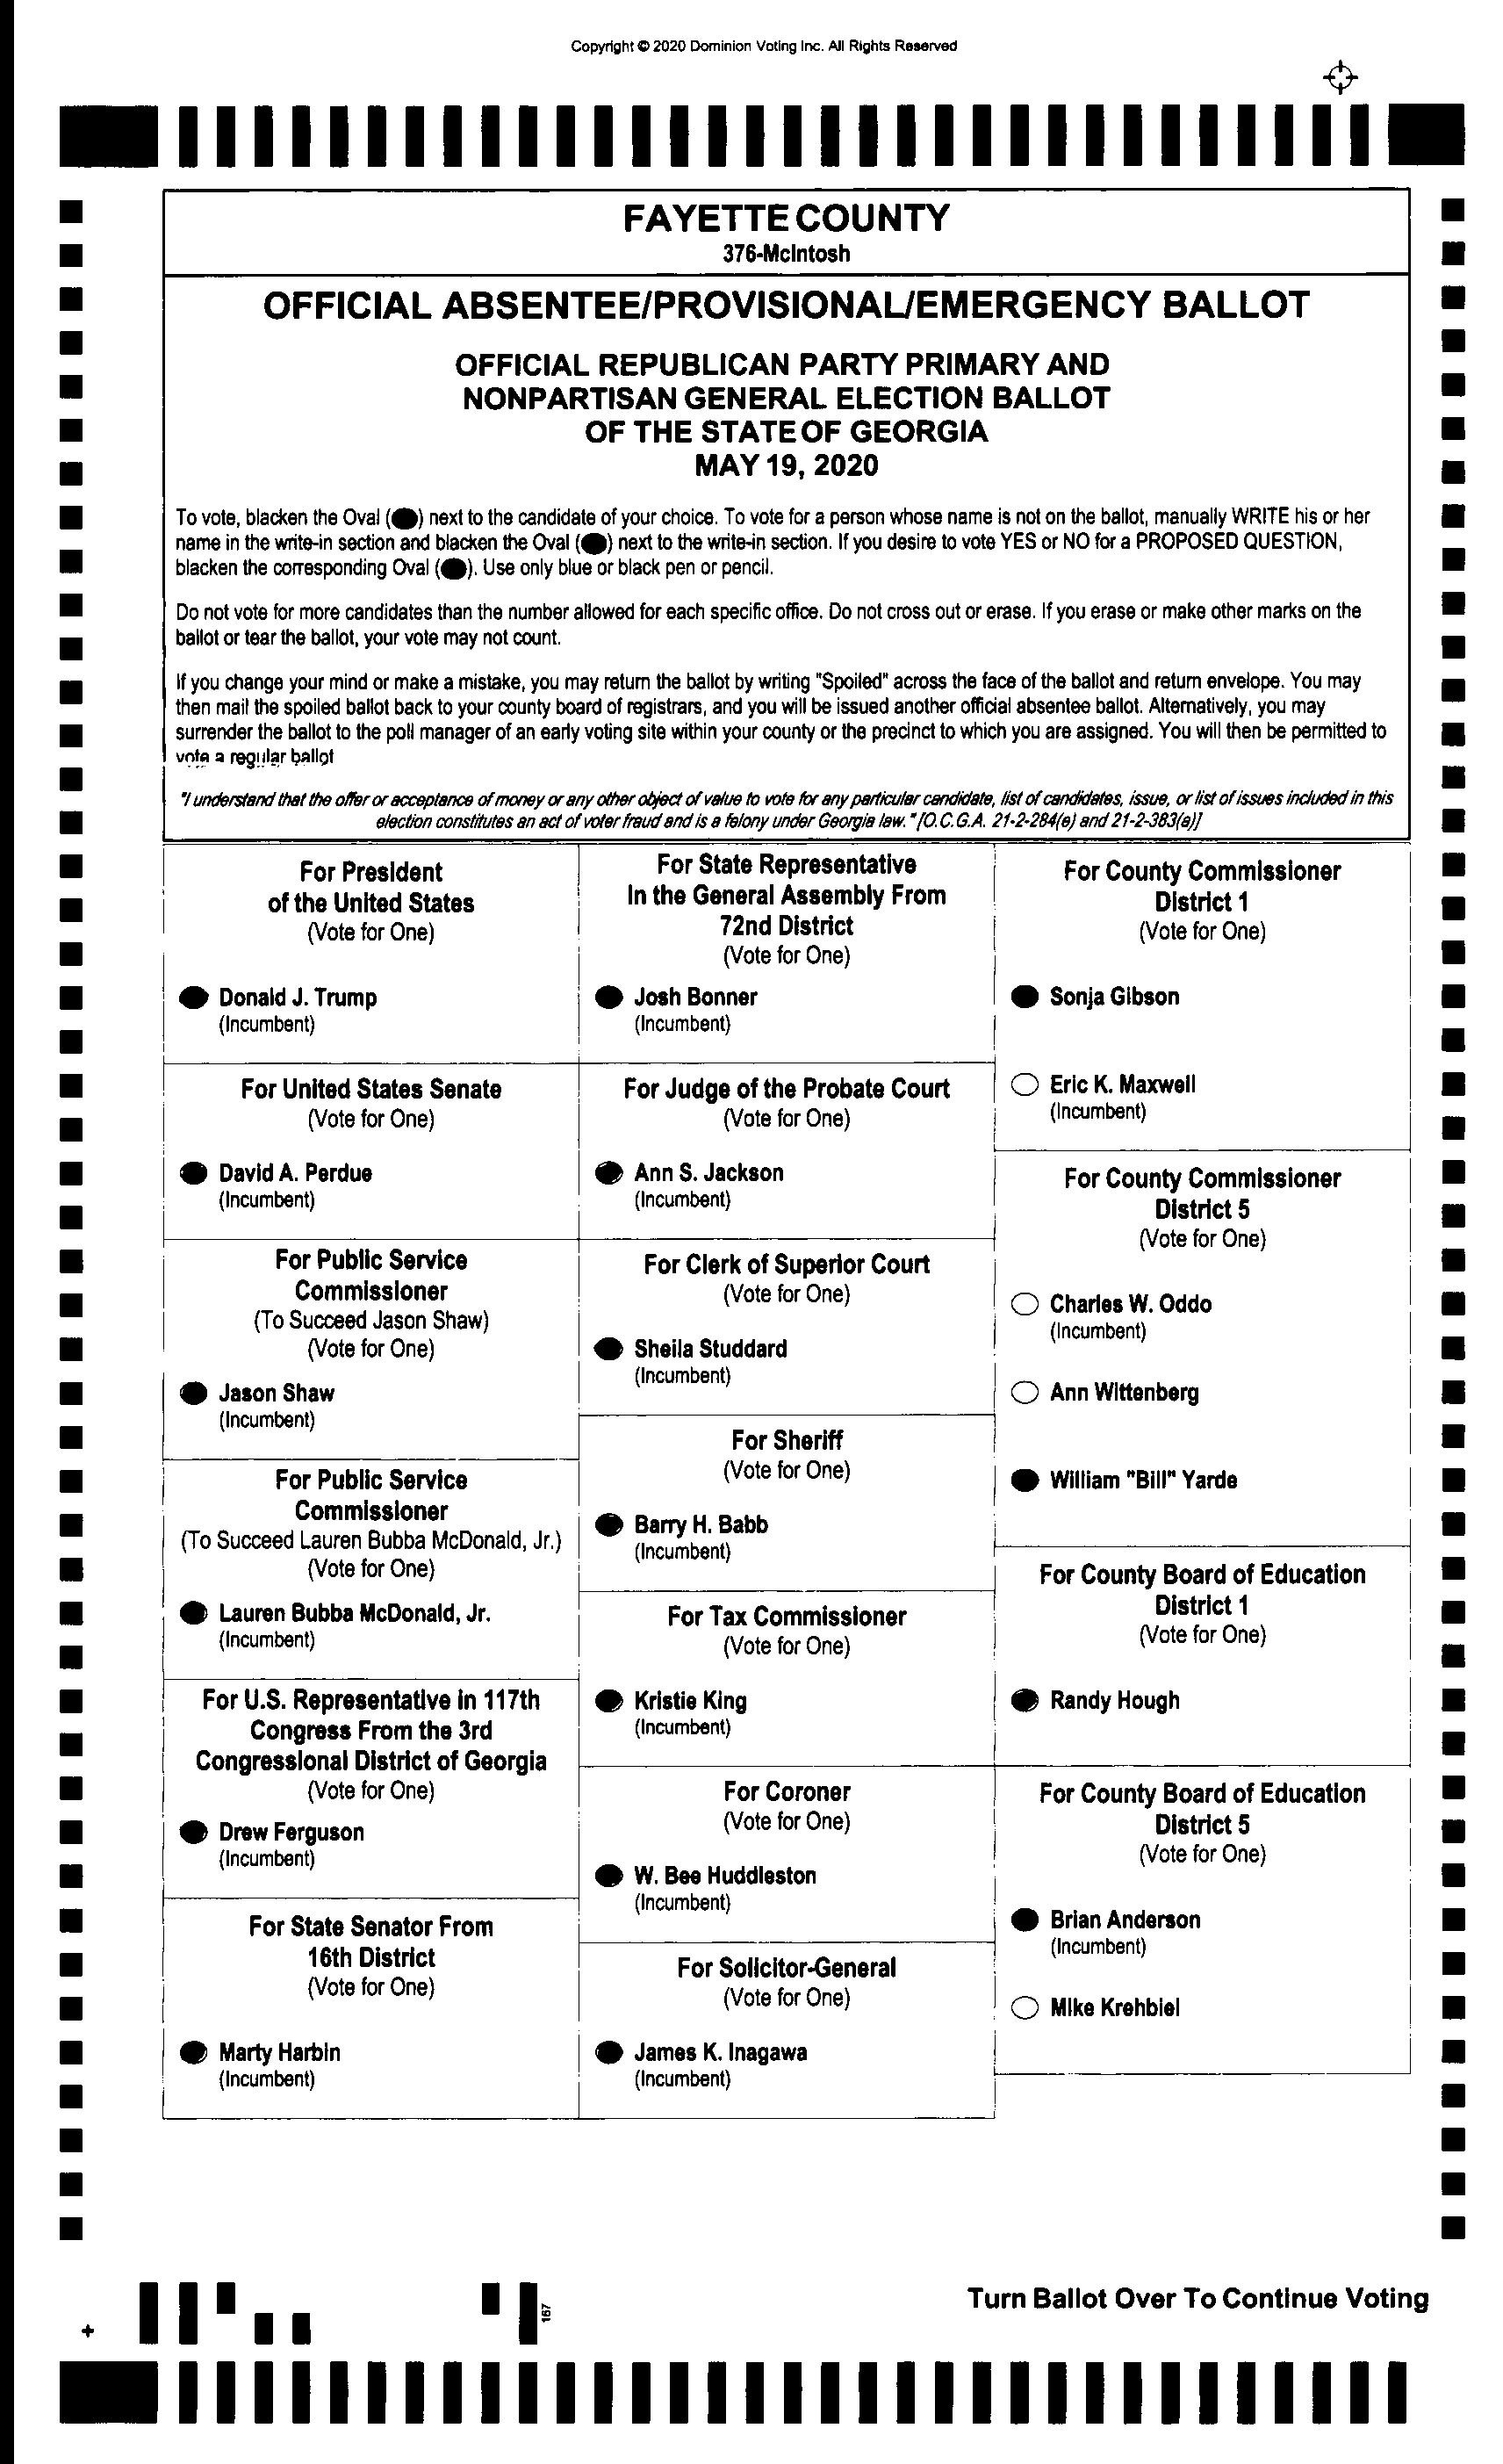 Copyright © 2020 Dominion Voting Inc. All Rights Reserved
FAYETTE COUNTY
376-McIntosh
OFFICIAL ABSENTEE/PROVISIONAL/EMERGENCY BALLOT
OFFICIAL REPUBLICAN PARTY PRIMARY AND
NONPARTISAN GENERAL ELECTION BALLOT
OF THE STATE OF GEORGIA
MAY 19, 2020
To vote, blacken the Oval ( ) next to the candidate of your choice. To vote for a person whose name is not on the ballot, manually WRITE his or her
name in the write-in section and blacken the Oval ( ) next to the write-in section. If you desire to vote YES or NO for a PROPOSED QUESTION,
blacken the corresponding Oval ( ). Use only blue or black pen or pencil.
Do not vote for more candidates than the number allowed for each specific office. Do not cross out or erase. If you erase or make other marks on the
ballot or tear the ballot, your vote may not count.
If you change your mind or make a mistake, you may return the ballot by writing "Spoiled" across the face of the ballot and return envelope. You may
then mail the spoiled ballot back to your county board of registrars, and you will be issued another official absentee ballot. Alternatively, you may
surrender the ballot to the poll manager of an early voting site within your county or the precinct to which you are assigned. You will then be permitted to
vote a regular ballot
"I understand that the offer or acceptance of money or any other object of value to vote for any particular candidate, list of candidates, issue, or list of issues included in this
election constitutes an act of voter fraud and is a felony under Georgia law." [O.C.G.A. 21-2-284(e) and 21-2-383(a)]
For President
of the United States
(Vote for One)
Donald J. Trump
(Incumbent)
For United States Senate
(Vote for One)
David A. Perdue
(Incumbent)
For Public Service
Commissioner
(To Succeed Jason Shaw)
(Vote for One)
Jason Shaw
(Incumbent)
For Public Service
Commissioner
(To Succeed Lauren Bubba McDonald, Jr.)
(Vote for One)
Lauren Bubba McDonald, Jr.
(Incumbent)
For U.S. Representative in 117th
Congress From the 3rd
Congressional District of Georgia
(Vote for One)
Drew Ferguson
(Incumbent)
For State Senator From
16th District
(Vote for One)
Marty Harbin
(Incumbent)
For State Representative
In the General Assembly From
72nd District
(Vote for One)
Josh Bonner
(Incumbent)
For Judge of the Probate Court
(Vote for One)
Ann S. Jackson
(Incumbent)
For Clerk of Superior Court
(Vote for One)
Sheila Studdard
(Incumbent)
For Sheriff
(Vote for One)
Barry H. Babb
(Incumbent)
For Tax Commissioner
(Vote for One)
Kristie King
(Incumbent)
For Coroner
(Vote for One)
W. Bee Huddleston
(Incumbent)
For Solicitor-General
(Vote for One)
James K. Inagawa
(Incumbent)
For County Commissioner
District 1
(Vote for One)
Sonja Gibson
Eric K. Maxwell
(Incumbent)
For County Commissioner
District 5
(Vote for One)
Charles W. Oddo
(Incumbent)
Ann Wittenberg
William "Bill" Yarde
For County Board of Education
District 1
(Vote for One)
Randy Hough
For County Board of Education
District 5
(Vote for One)
Brian Anderson
(Incumbent)
Mike Krehbiel
Turn Ballot Over To Continue Voting
167